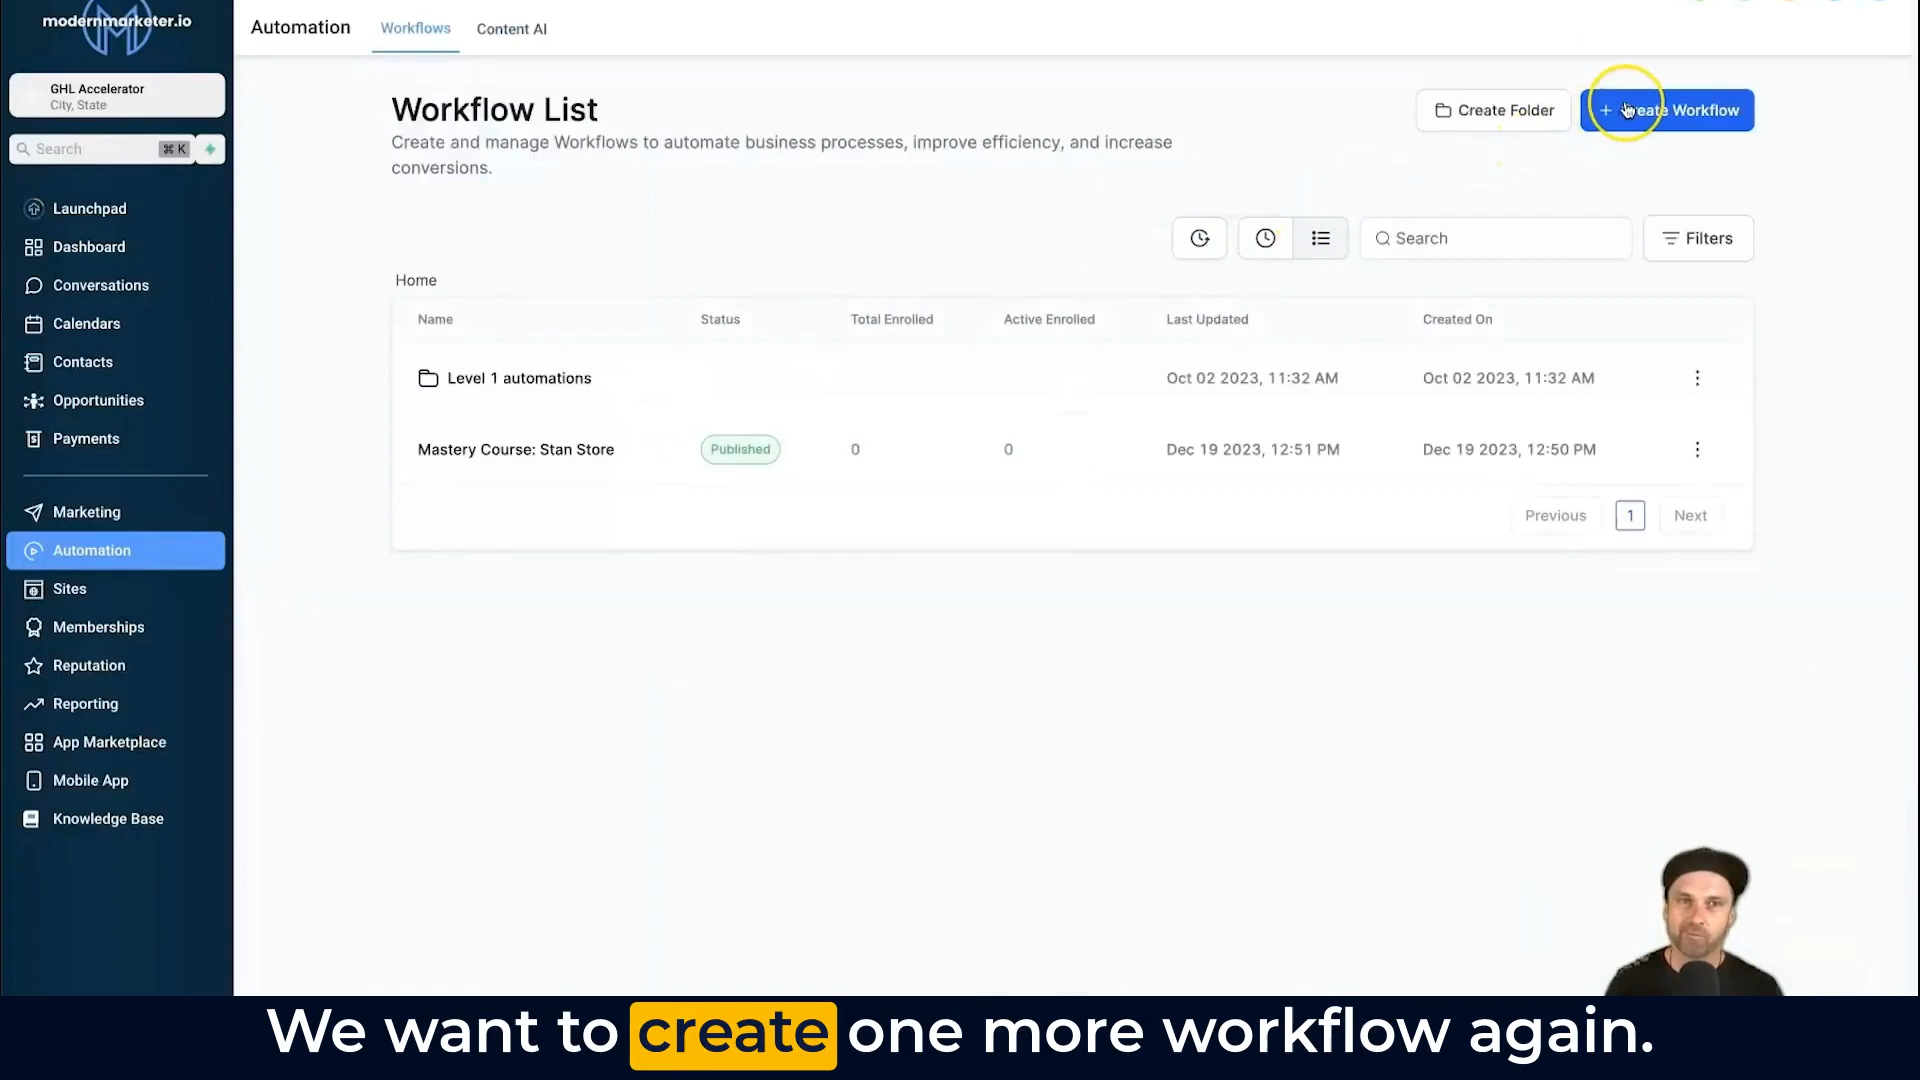 modernmarketer.io
Automation
Workflows
Content AI
GHL Accelerator
City, State
Search
⌘ K
Launchpad
Dashboard
Conversations
Calendars
Contacts
Opportunities
Payments
Marketing
Automation
Sites
Memberships
Reputation
Reporting
App Marketplace
Mobile App
Knowledge Base
Workflow List
Create and manage Workflows to automate business processes, improve efficiency, and increase
conversions.
Create Folder
+ Create Workflow
Search
Filters
Home
Name Status Total Enrolled Active Enrolled Last Updated Created On
Level 1 automations Oct 02 2023, 11:32 AM Oct 02 2023, 11:32 AM
Mastery Course: Stan Store Published 0 0 Dec 19 2023, 12:51 PM Dec 19 2023, 12:50 PM
Previous 1 Next
We want to create one more workflow again.